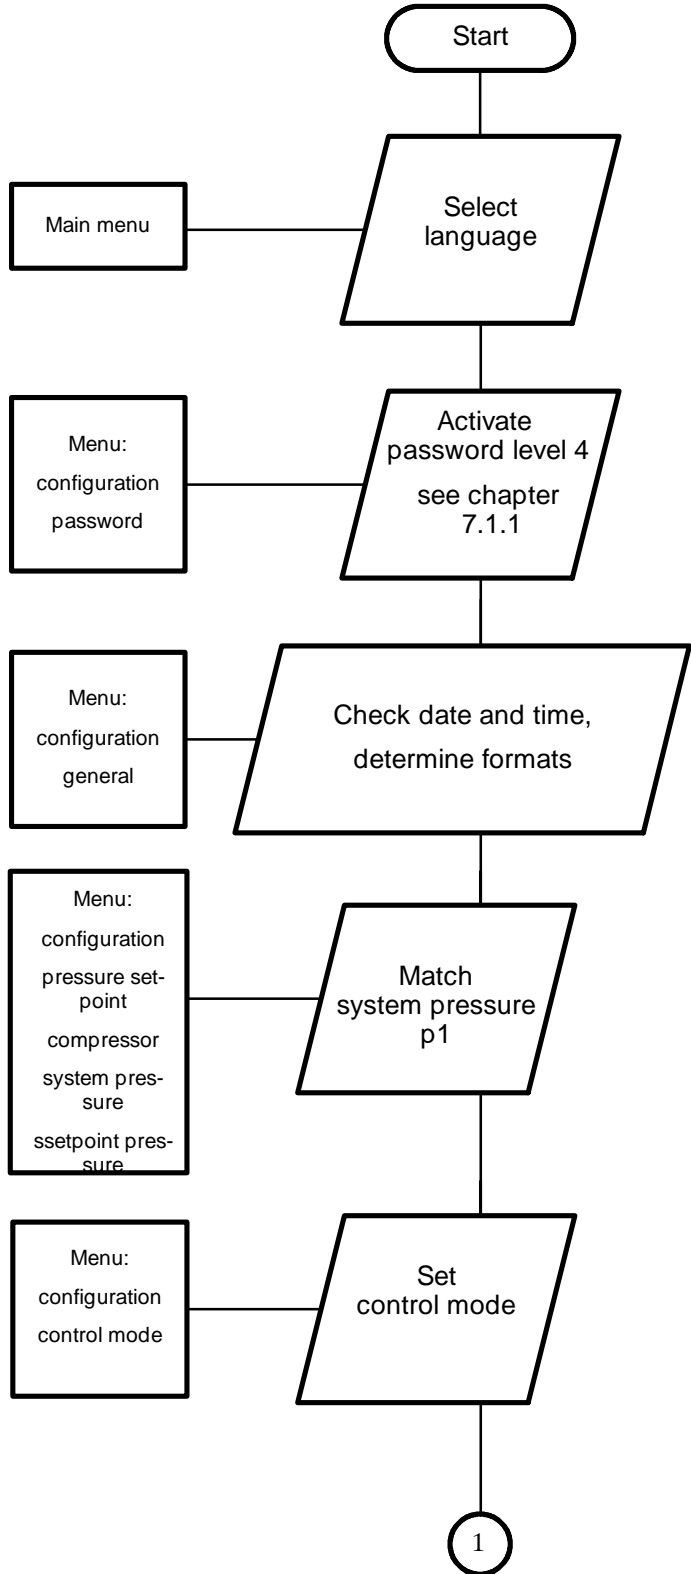 Start
Main menu
Select
language
Menu:
configuration
password
Activate
password level 4
see chapter
7.1.1
Menu:
configuration
general
Check date and time,
determine formats
Menu:
configuration
pressure set-
point
compressor
system pres-
sure
ssetpoint pres-
sure
Match
system pressure
p1
Menu:
configuration
control mode
Set
control mode
1